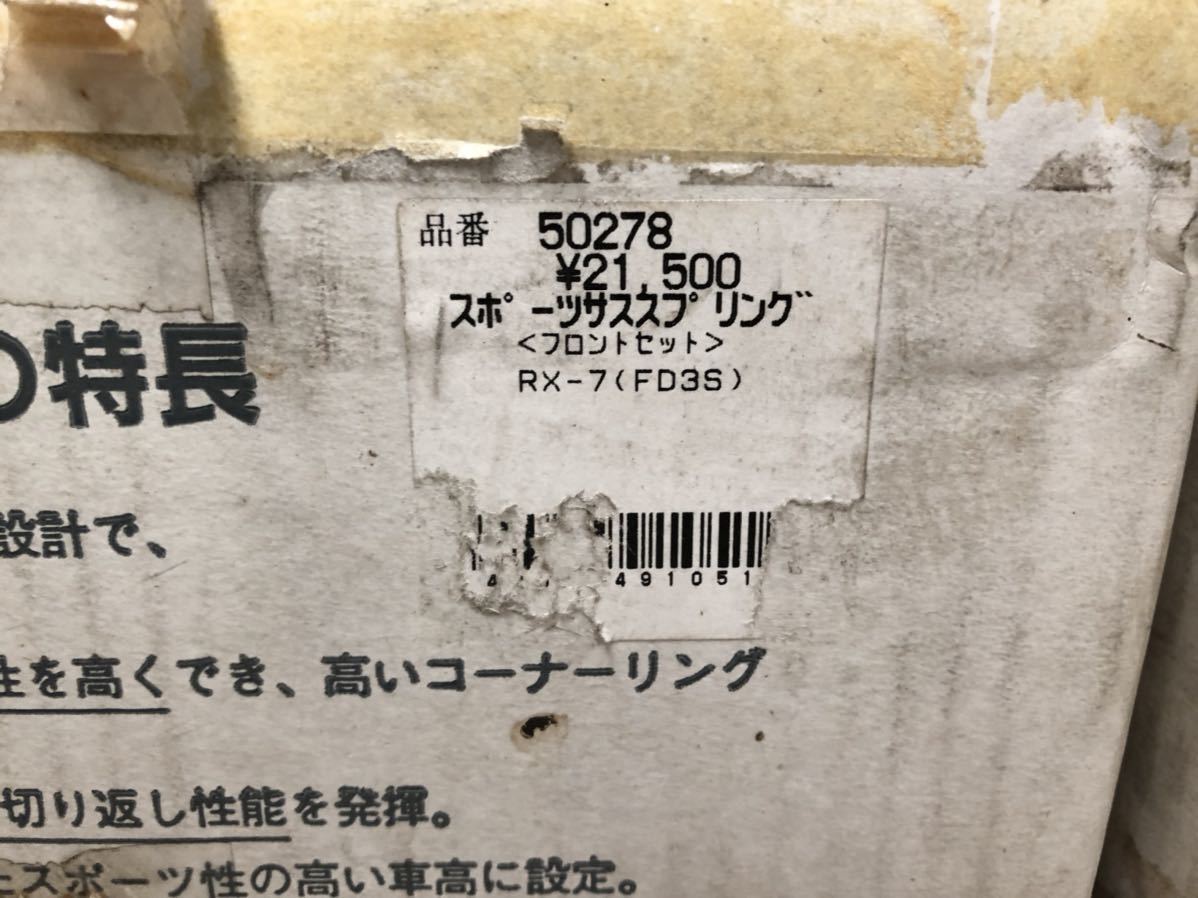 品番 50278
¥21,500
スポーツサススプリング
<フロントセット>
RX-7(FD3S)
の特長
設計で、
4 491051
性を高くでき、高いコーナーリング
切り返し性能を発揮。
たスポーツ性の高い車高に設定。